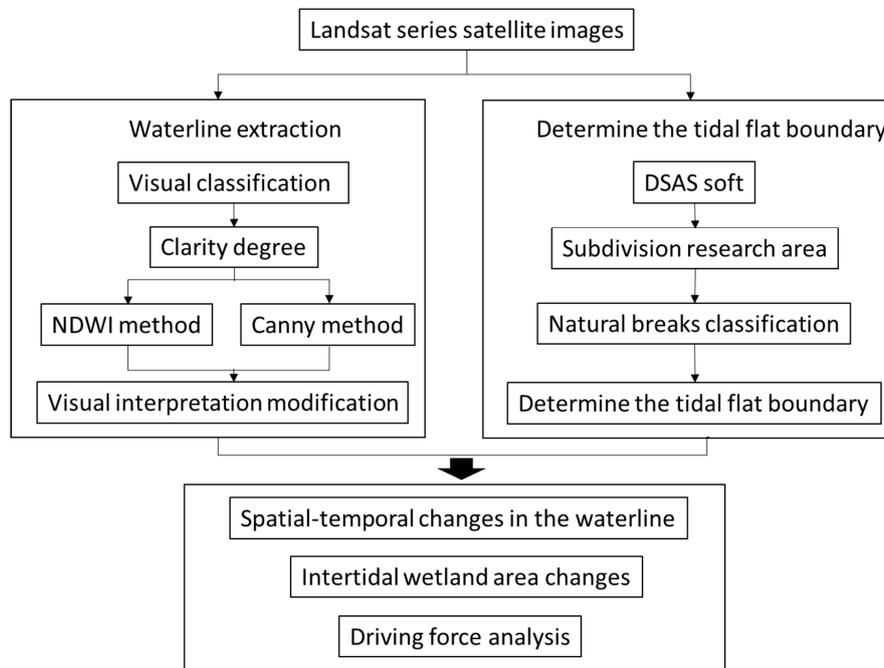 Landsat series satellite images
Waterline extraction
Visual classification
Clarity degree
NDWI method
Canny method
Visual interpretation modification
Determine the tidal flat boundary
DSAS soft
Subdivision research area
Natural breaks classification
Determine the tidal flat boundary
Spatial-temporal changes in the waterline
Intertidal wetland area changes
Driving force analysis